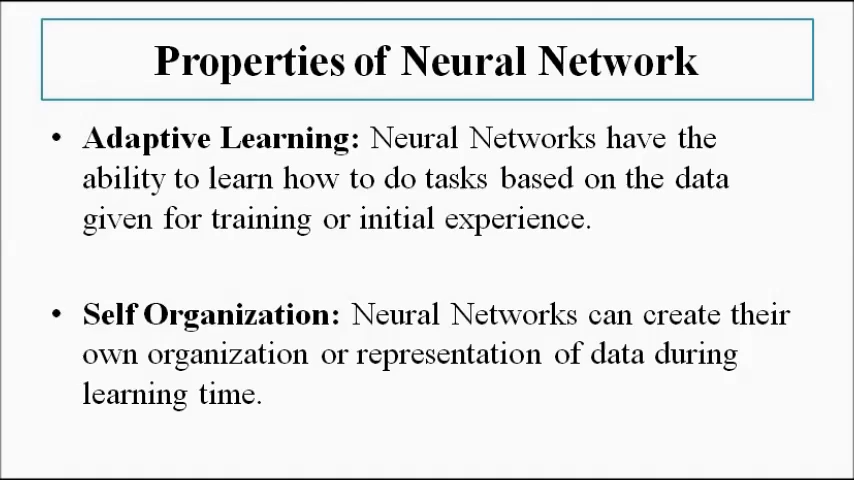 Properties of Neural Network
• Adaptive Learning: Neural Networks have the
ability to learn how to do tasks based on the data
given for training or initial experience.
• Self Organization: Neural Networks can create their
own organization or representation of data during
learning time.